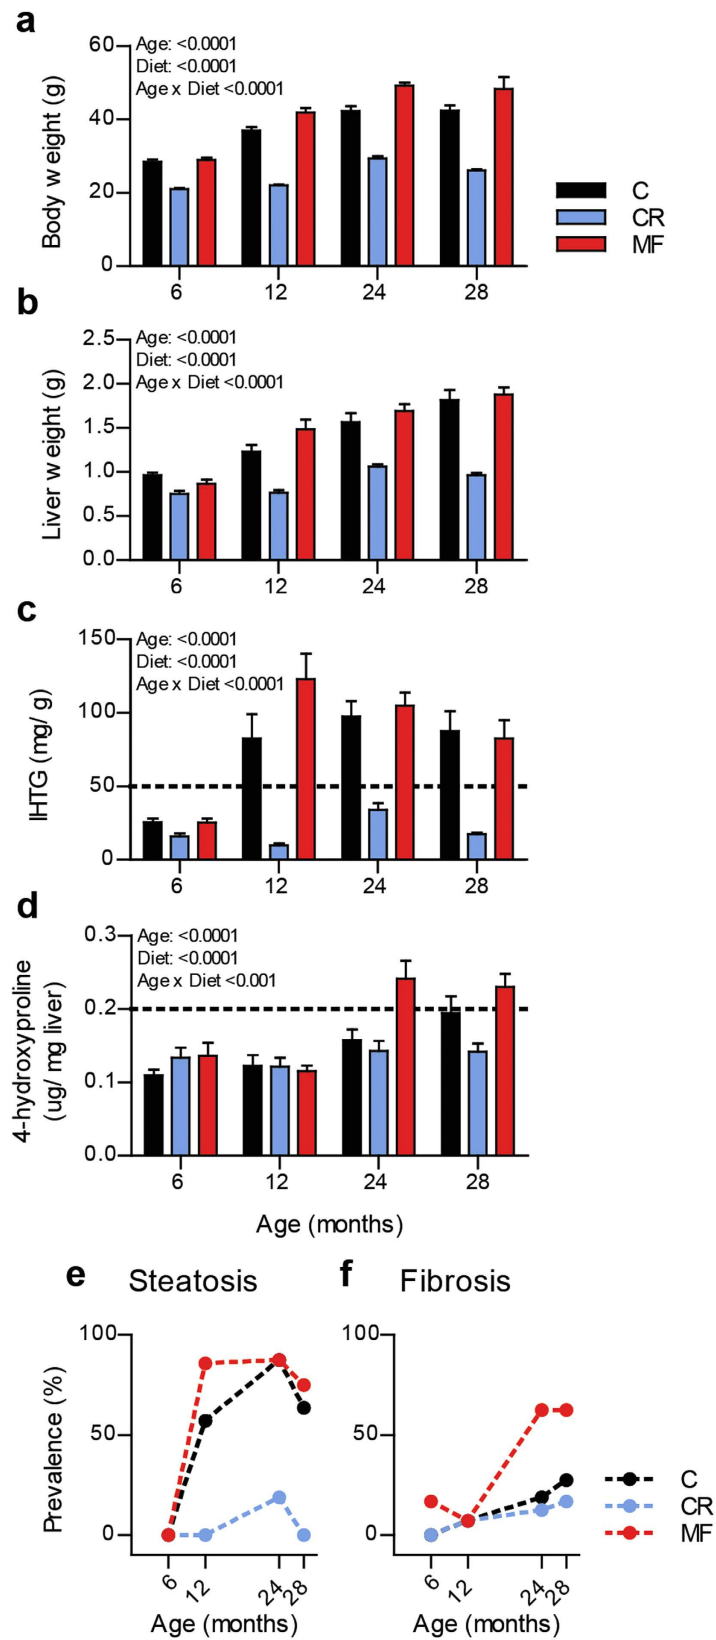 a
Body weight (g)
60
40
20
0
Age: <0.0001
Diet: <0.0001
Age x Diet <0.0001
6 12 24 28
C
CR
MF
b
Liver weight (g)
2.5
2.0
1.5
1.0
0.5
0.0
Age: <0.0001
Diet: <0.0001
Age x Diet <0.0001
6 12 24 28
c
IHTG (mg/ g)
150
100
50
0
Age: <0.0001
Diet: <0.0001
Age x Diet <0.0001
6 12 24 28
d
4-hydroxyproline
(ug/ mg liver)
0.3
0.2
0.1
0.0
Age: <0.0001
Diet: <0.0001
Age x Diet <0.001
6 12 24 28
Age (months)
e Steatosis
Prevalence (%)
100
50
0
6 12 24 28
Age (months)
f Fibrosis
100
50
0
6 12 24 28
Age (months)
C
CR
MF